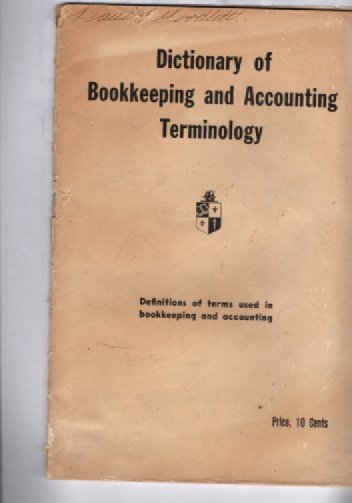 Dictionary of
Bookkeeping and Accounting
Terminology
Definitions of terms used in
bookkeeping and accounting
Price, 10 Cents